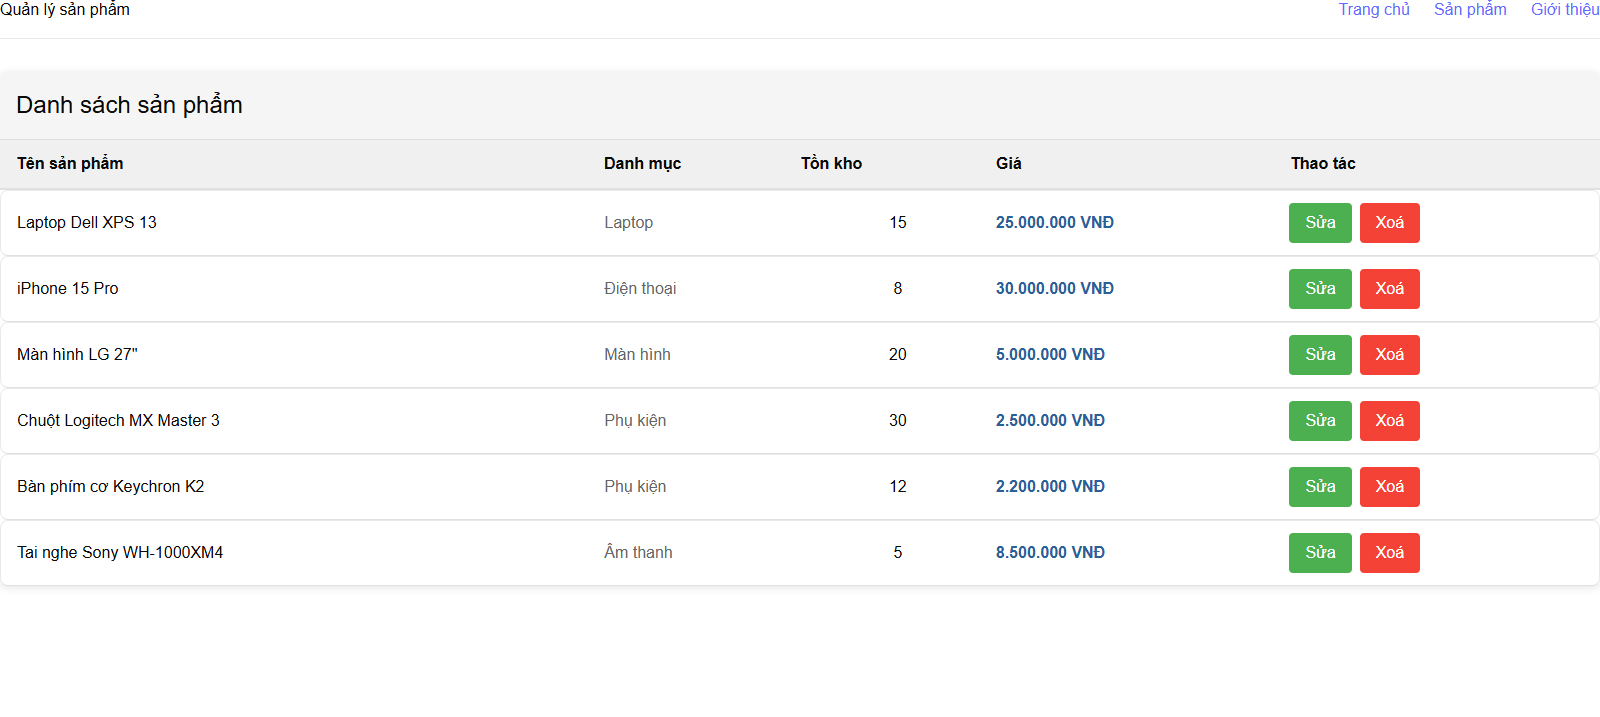 Quản lý sản phẩm Trang chủ Sản phẩm Giới thiệu
Danh sách sản phẩm
Tên sản phẩm Danh mục Tồn kho Giá Thao tác
Laptop Dell XPS 13 Laptop 15 25.000.000 VNĐ Sửa Xoá
iPhone 15 Pro Điện thoại 8 30.000.000 VNĐ Sửa Xoá
Màn hình LG 27" Màn hình 20 5.000.000 VNĐ Sửa Xoá
Chuột Logitech MX Master 3 Phụ kiện 30 2.500.000 VNĐ Sửa Xoá
Bàn phím cơ Keychron K2 Phụ kiện 12 2.200.000 VNĐ Sửa Xoá
Tai nghe Sony WH-1000XM4 Âm thanh 5 8.500.000 VNĐ Sửa Xoá